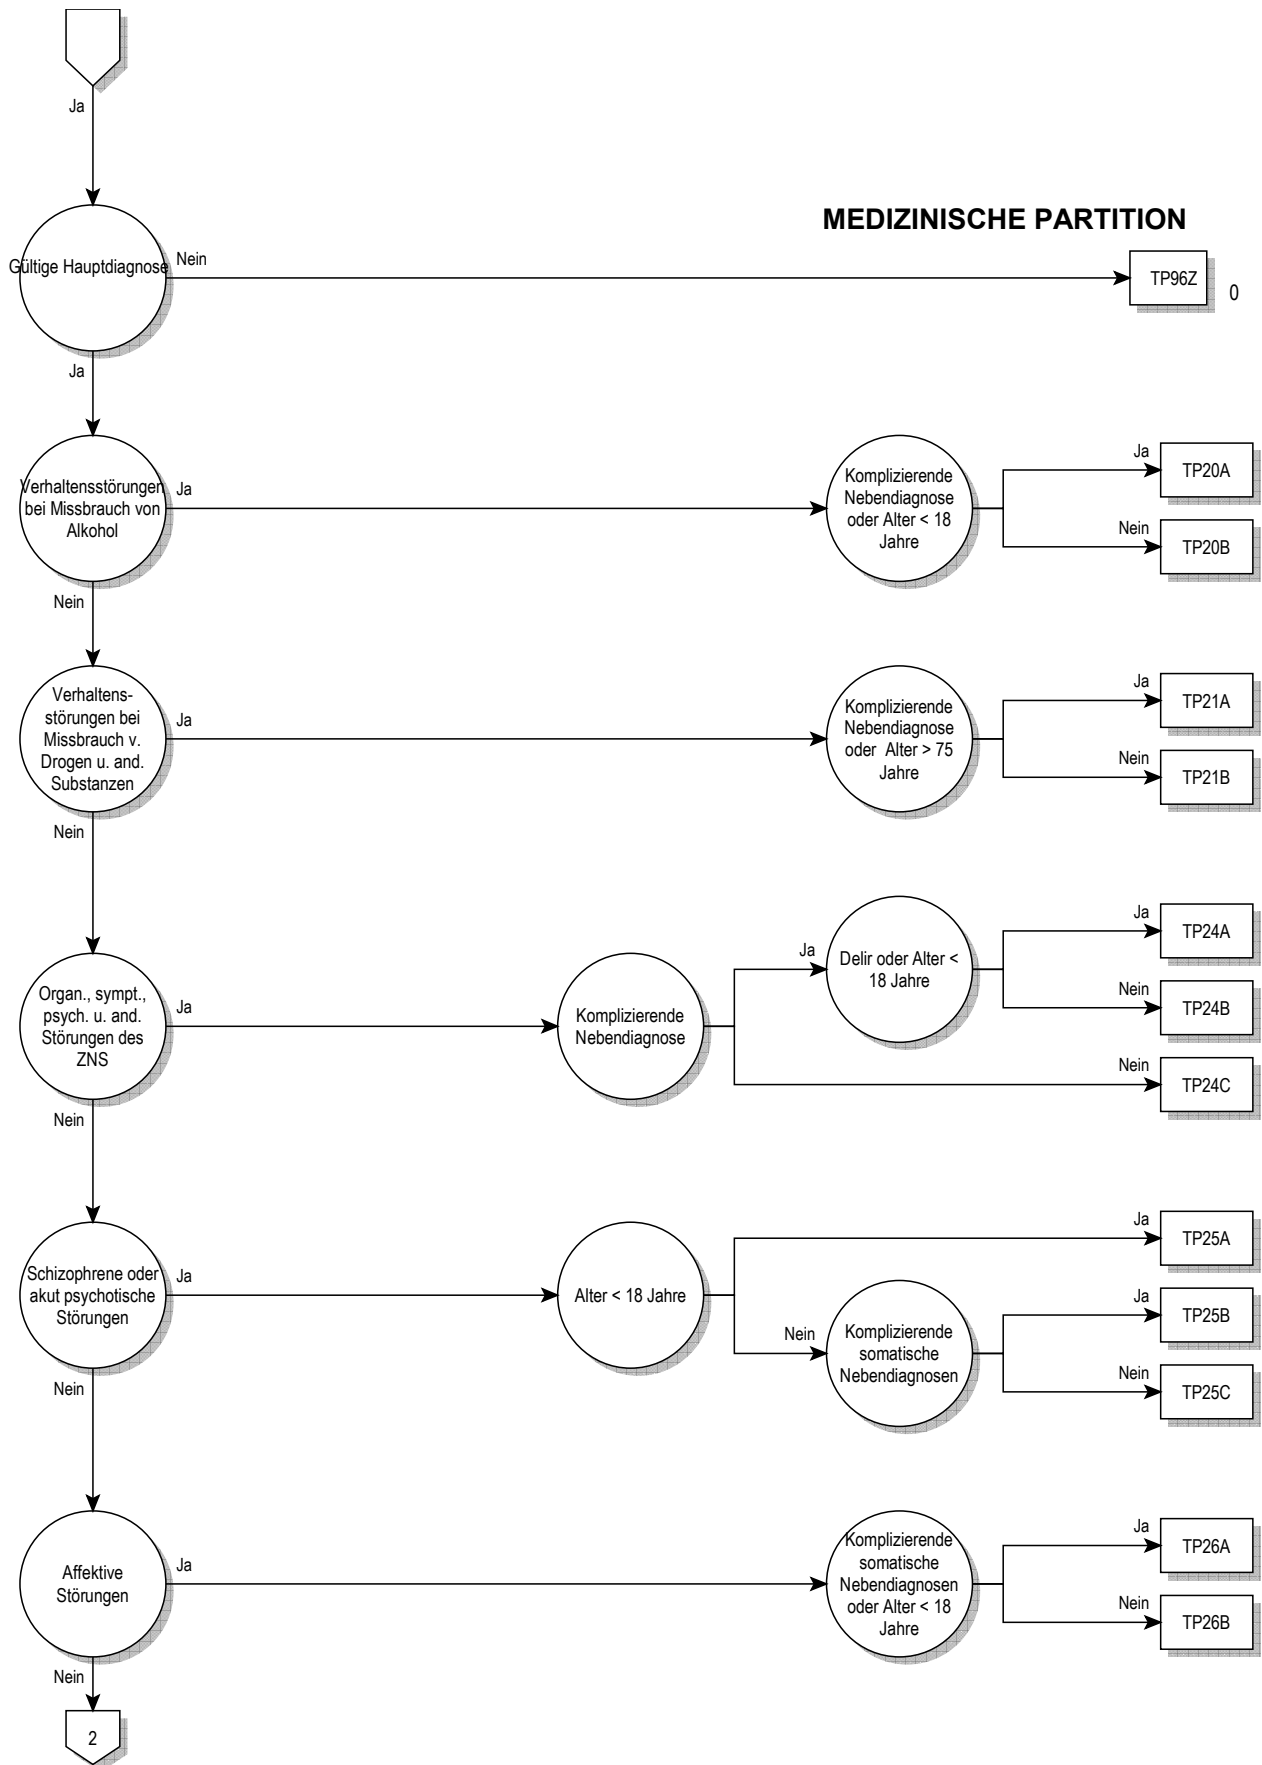 Ja
MEDIZINISCHE PARTITION
Gültige Hauptdiagnose
Nein
TP96Z
0
Ja
Verhaltensstörungen
bei Missbrauch von
Alkohol
Ja
Komplizierende
Nebendiagnose
oder Alter < 18
Jahre
Ja
TP20A
Nein
TP20B
Nein
Verhaltens-
störungen bei
Missbrauch v.
Drogen u. and.
Substanzen
Ja
Komplizierende
Nebendiagnose
oder Alter > 75
Jahre
Ja
TP21A
Nein
TP21B
Nein
Organ., sympt.,
psych. u. and.
Störungen des
ZNS
Ja
Komplizierende
Nebendiagnose
Ja
Delir oder Alter <
18 Jahre
Ja
TP24A
Nein
TP24B
Nein
TP24C
Nein
Schizophrene oder
akut psychotische
Störungen
Ja
Alter < 18 Jahre
Ja
TP25A
Nein
Komplizierende
somatische
Nebendiagnosen
Ja
TP25B
Nein
TP25C
Nein
Affektive
Störungen
Ja
Komplizierende
somatische
Nebendiagnosen
oder Alter < 18
Jahre
Ja
TP26A
Nein
TP26B
Nein
2